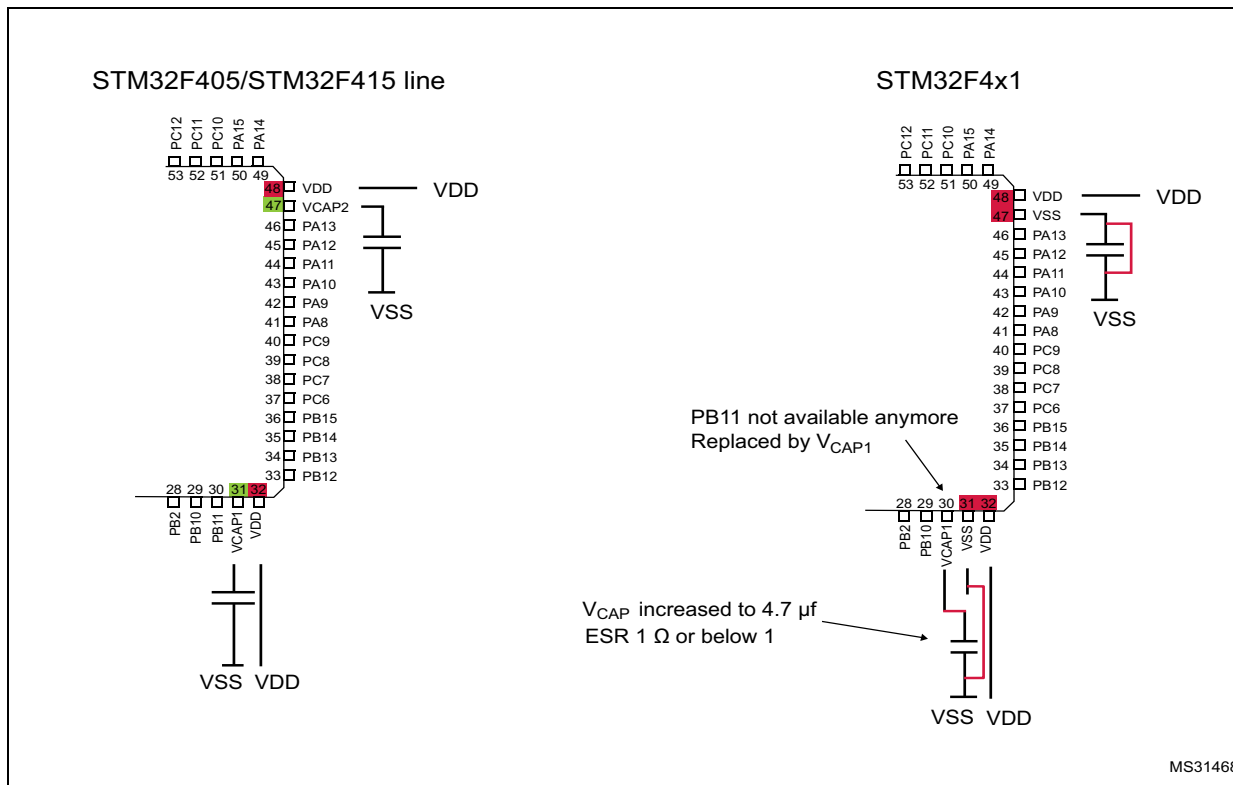 STM32F405/STM32F415 line
PC12
PC11
PC10
PA15
PA14
53 52 51 50 49
48 VDD VDD
47 VCAP2
46 PA13
45 PA12
44 PA11
43 PA10
42 PA9
41 PA8
40 PC9
39 PC8
38 PC7
37 PC6
36 PB15
35 PB14
34 PB13
33 PB12
VSS
28 29 30 31 32
PB2
PB10
PB11
VCAP1
VDD
VSS VDD
STM32F4x1
PC12
PC11
PC10
PA15
PA14
53 52 51 50 49
48 VDD VDD
47 VSS
46 PA13
45 PA12
44 PA11
43 PA10
42 PA9
41 PA8
40 PC9
39 PC8
38 PC7
37 PC6
36 PB15
35 PB14
34 PB13
33 PB12
VSS
PB11 not available anymore
Replaced by VCAP1
28 29 30 31 32
PB2
PB10
VCAP1
VSS
VDD
VCAP increased to 4.7 µf
ESR 1 Ω or below 1
VSS VDD
MS31468